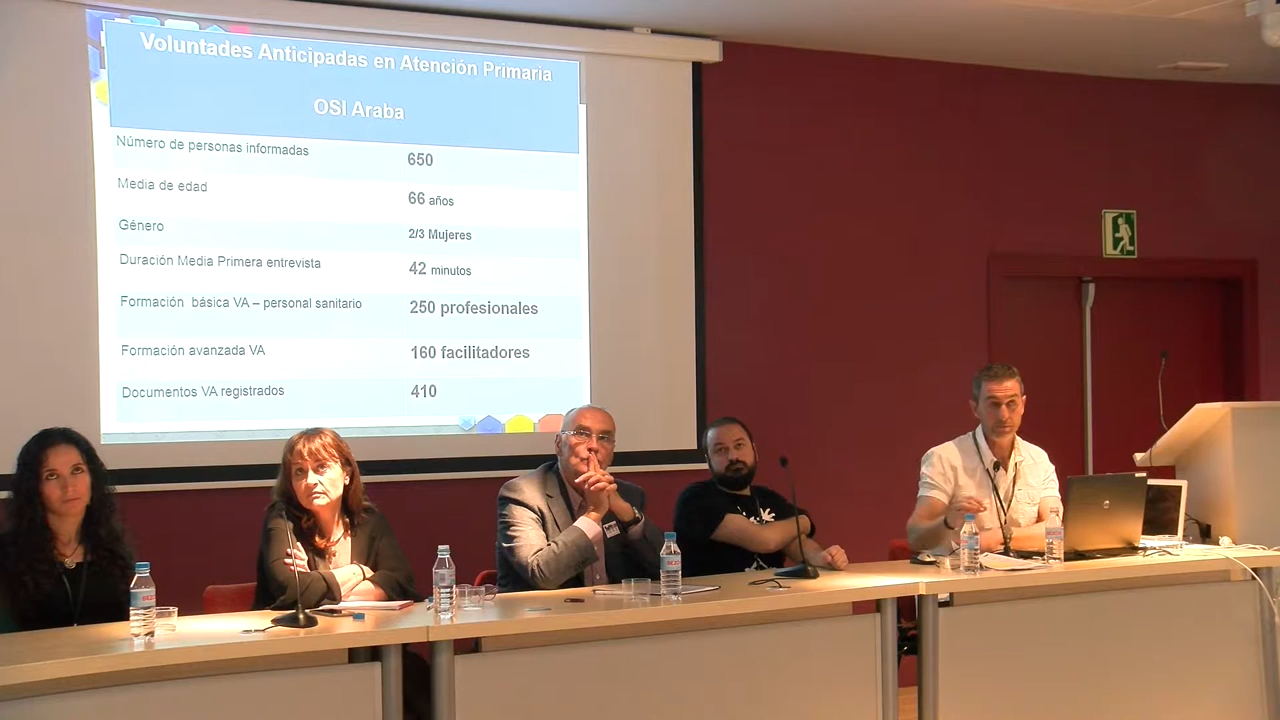 Voluntades Anticipadas en Atención Primaria
OSI Araba
Número de personas informadas 650
Media de edad 66 años
Género 2/3 Mujeres
Duración Media Primera entrevista 42 minutos
Formación básica VA – personal sanitario 250 profesionales
Formación avanzada VA 160 facilitadores
Documentos VA registrados 410